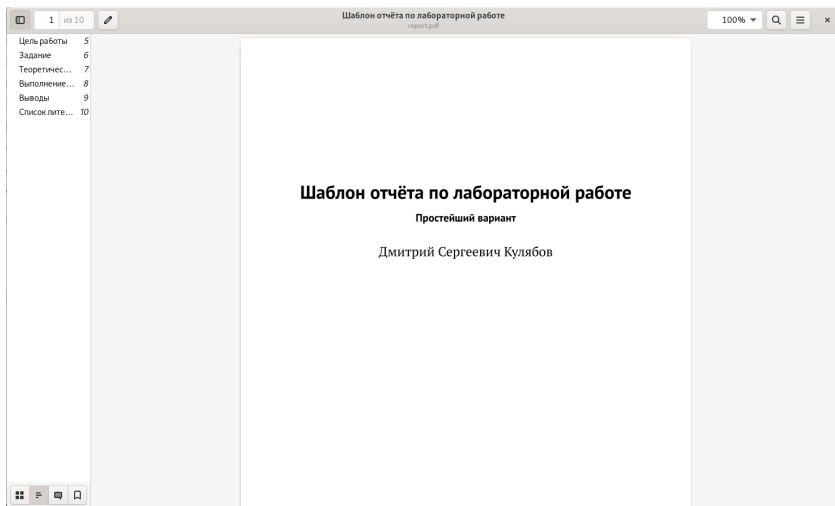 1 из 10
Шаблон отчёта по лабораторной работе
report.pdf
100%
Цель работы 5
Задание 6
Теоретичес... 7
Выполнение... 8
Выводы 9
Список лите... 10
Шаблон отчёта по лабораторной работе
Простейший вариант
Дмитрий Сергеевич Кулябов